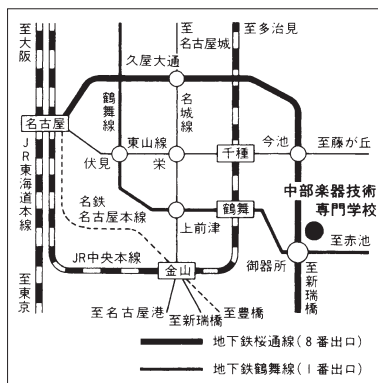 至大阪
至名古屋城
至多治見
久屋大通
鶴舞線
名城線
名古屋
伏見
東山線
栄
千種
今池
至藤が丘
JR東海道本線
名鉄名古屋本線
中部楽器技術
専門学校
上前津
鶴舞
至赤池
御器所
JR中央本線
金山
至新瑞橋
至東京
至名古屋港
至新瑞橋
至豊橋
地下鉄桜通線(8番出口)
地下鉄鶴舞線(1番出口)